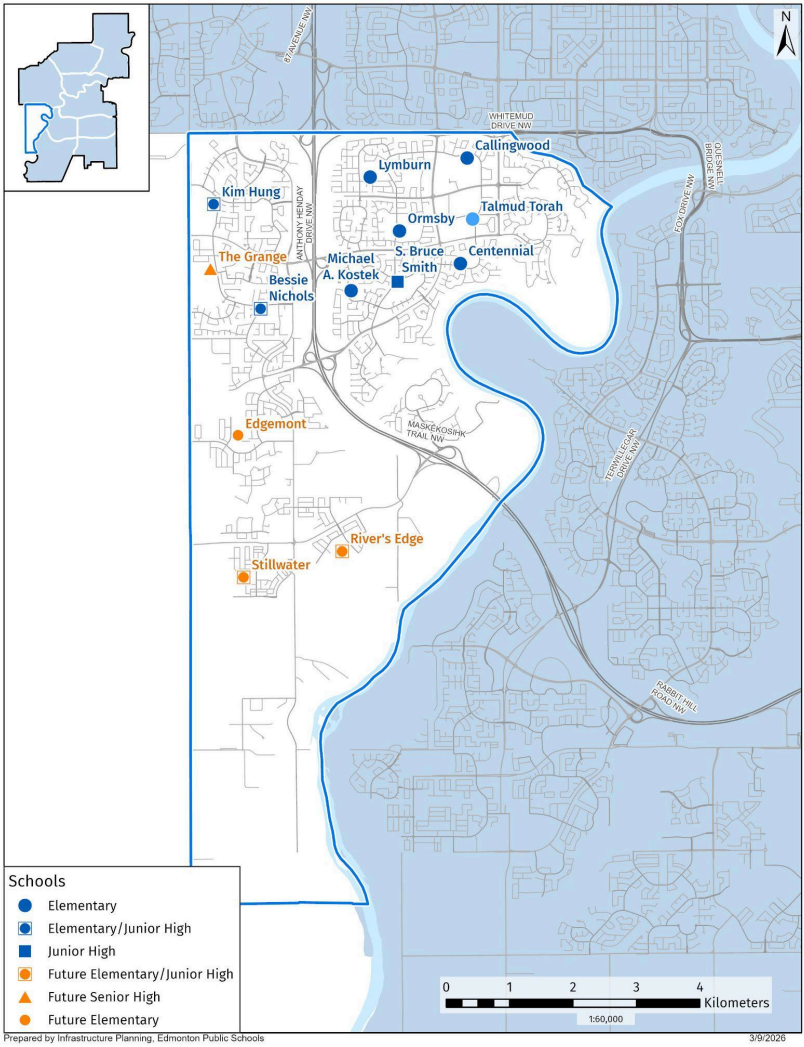 N
87 AVENUE NW
WHITEMUD
DRIVE NW
QUESNELL
BRIDGE NW
Callingwood
Lymburn
Kim Hung
FOX DRIVE NW
ANTHONY HENDAY
DRIVE NW
Talmud Torah
Ormsby
The Grange
Michael
A. Kostek
S. Bruce
Smith
Centennial
Bessie
Nichols
Edgemont
MASKÊKOSIHK
TRAIL NW
TERWILLEGAR
DRIVE NW
River's Edge
Stillwater
RABBIT HILL
ROAD NW
Schools
Elementary
Elementary/Junior High
Junior High
Future Elementary/Junior High
Future Senior High
Future Elementary
0 1 2 3 4
Kilometers
1:60,000
Prepared by Infrastructure Planning, Edmonton Public Schools
3/9/2026